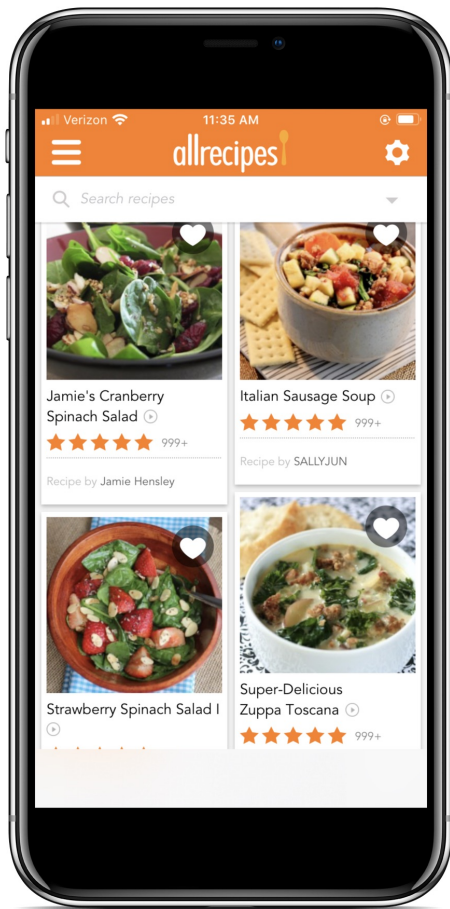 Verizon
11:35 AM
allrecipes
Search recipes
Jamie's Cranberry
Spinach Salad
999+
Recipe by Jamie Hensley
Italian Sausage Soup
999+
Recipe by SALLYJUN
Strawberry Spinach Salad I
Super-Delicious
Zuppa Toscana
999+